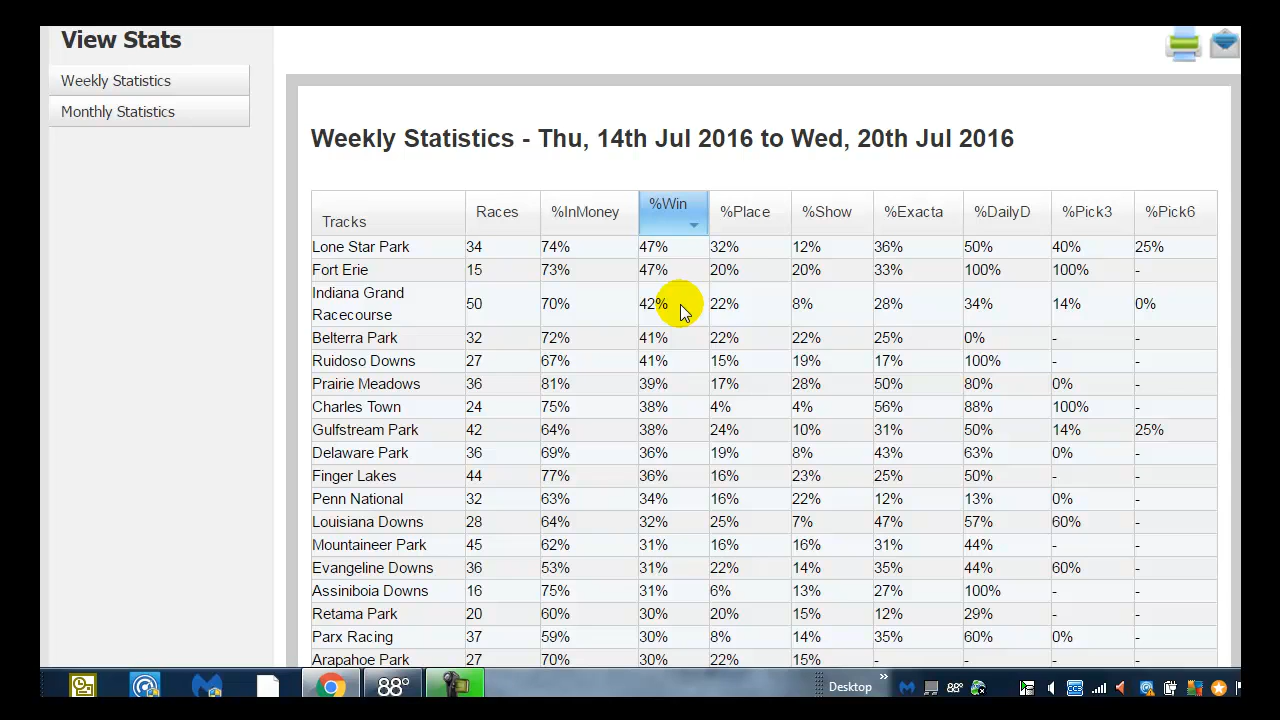 View Stats
Weekly Statistics
Monthly Statistics
Weekly Statistics - Thu, 14th Jul 2016 to Wed, 20th Jul 2016
Tracks Races %InMoney %Win %Place %Show %Exacta %DailyD %Pick3 %Pick6
Lone Star Park 34 74% 47% 32% 12% 36% 50% 40% 25%
Fort Erie 15 73% 47% 20% 20% 33% 100% 100% -
Indiana Grand
Racecourse 50 70% 42% 22% 8% 28% 34% 14% 0%
Belterra Park 32 72% 41% 22% 22% 25% 0% - -
Ruidoso Downs 27 67% 41% 15% 19% 17% 100% - -
Prairie Meadows 36 81% 39% 17% 28% 50% 80% 0% -
Charles Town 24 75% 38% 4% 4% 56% 88% 100% -
Gulfstream Park 42 64% 38% 24% 10% 31% 50% 14% 25%
Delaware Park 36 69% 36% 19% 8% 43% 63% 0% -
Finger Lakes 44 77% 36% 16% 23% 25% 50% - -
Penn National 32 63% 34% 16% 22% 12% 13% 0% -
Louisiana Downs 28 64% 32% 25% 7% 47% 57% 60% -
Mountaineer Park 45 62% 31% 16% 16% 31% 44% - -
Evangeline Downs 36 53% 31% 22% 14% 35% 44% 60% -
Assiniboia Downs 16 75% 31% 6% 13% 27% 100% - -
Retama Park 20 60% 30% 20% 15% 12% 29% - -
Parx Racing 37 59% 30% 8% 14% 35% 60% 0% -
Arapahoe Park 27 70% 30% 22% 15% - - - -
88° Desktop » 88°